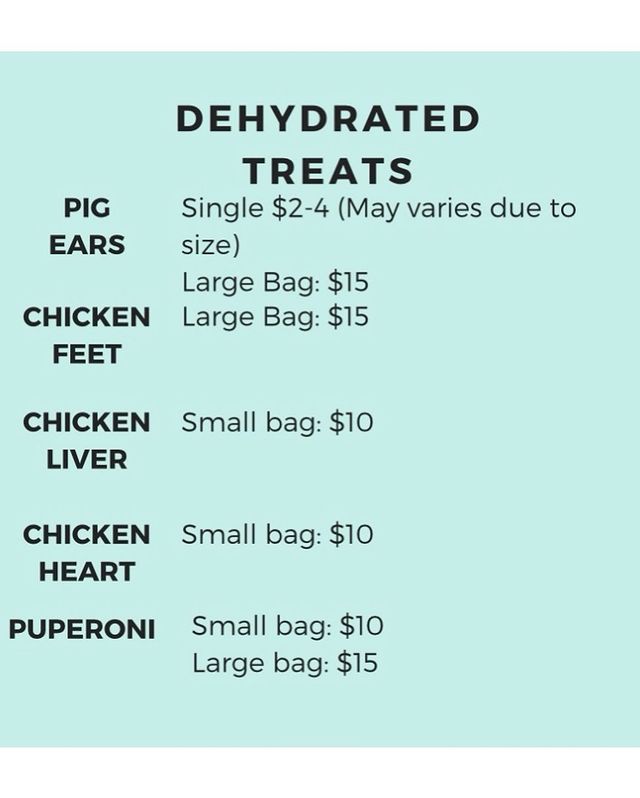 DEHYDRATED
TREATS
PIG
EARS
Single $2-4 (May varies due to
size)
Large Bag: $15
CHICKEN
FEET
Large Bag: $15
CHICKEN
LIVER
Small bag: $10
CHICKEN
HEART
Small bag: $10
PUPERONI
Small bag: $10
Large bag: $15